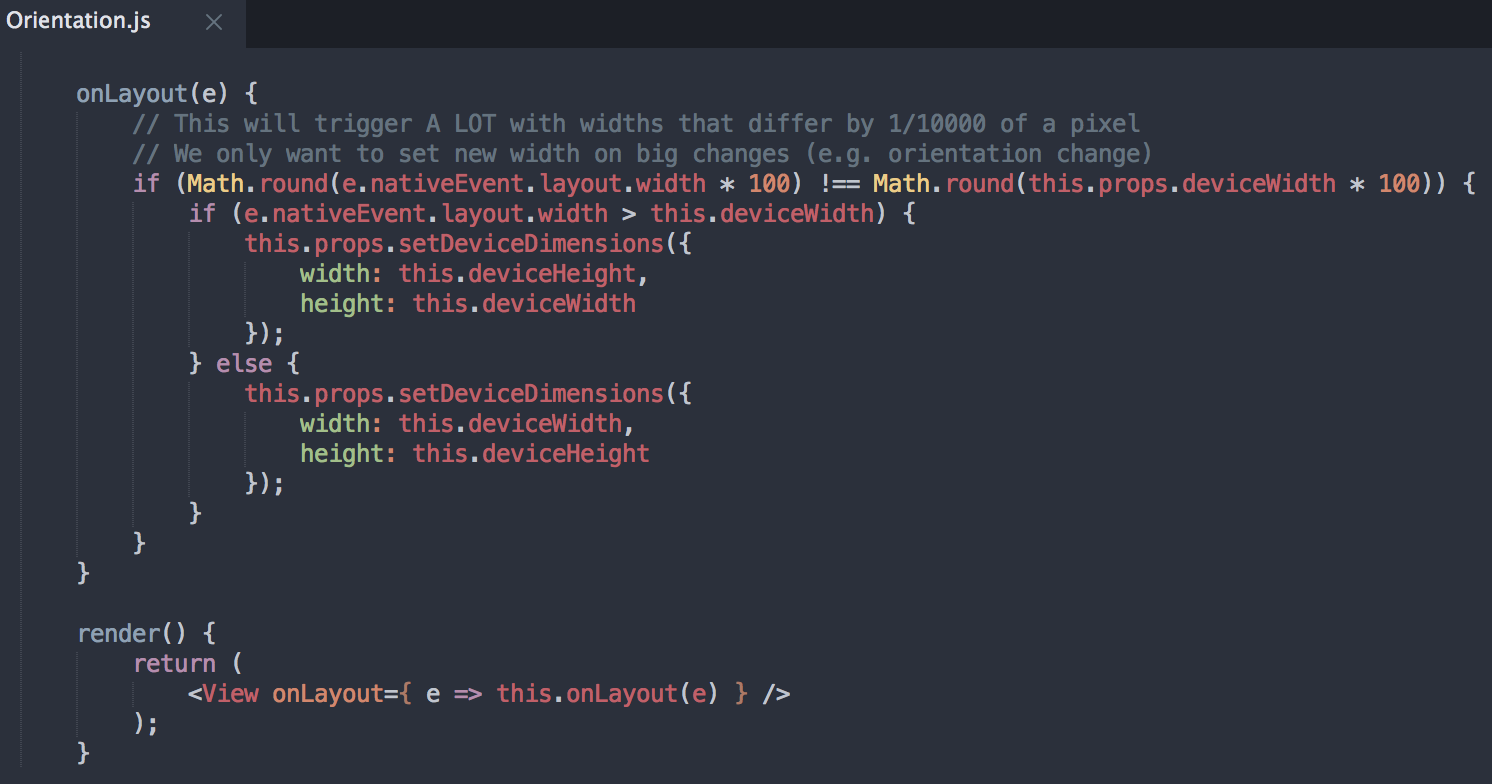 Orientation.js
onLayout(e) {
// This will trigger A LOT with widths that differ by 1/10000 of a pixel
// We only want to set new width on big changes (e.g. orientation change)
if (Math.round(e.nativeEvent.layout.width * 100) !== Math.round(this.props.deviceWidth * 100)) {
if (e.nativeEvent.layout.width > this.deviceWidth) {
this.props.setDeviceDimensions({
width: this.deviceHeight,
height: this.deviceWidth
});
} else {
this.props.setDeviceDimensions({
width: this.deviceWidth,
height: this.deviceHeight
});
}
}
}
render() {
return (
<View onLayout={ e => this.onLayout(e) } />
);
}